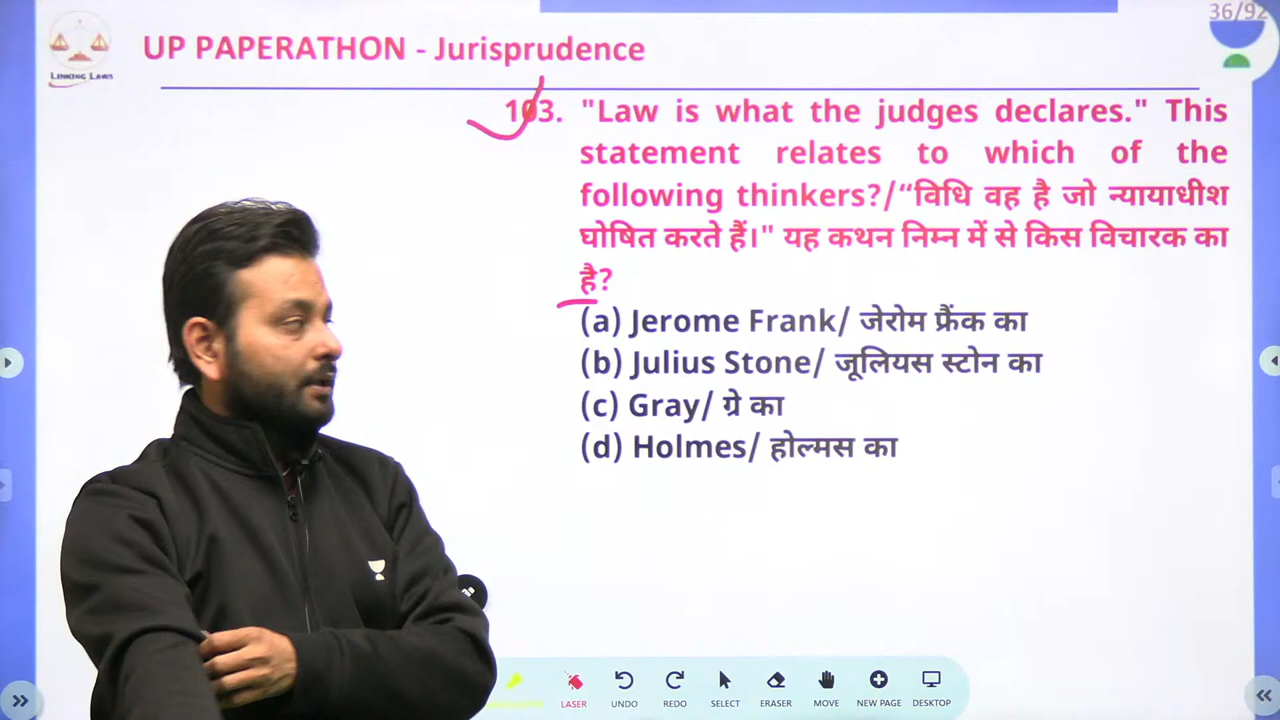 36/92
LINKING LAWS
UP PAPERATHON - Jurisprudence
103. "Law is what the judges declares." This
statement relates to which of the
following thinkers?/“विधि वह है जो न्यायाधीश
घोषित करते हैं।" यह कथन निम्न में से किस विचारक का
है?
(a) Jerome Frank/ जेरोम फ्रैंक का
(b) Julius Stone/ जूलियस स्टोन का
(c) Gray/ ग्रे का
(d) Holmes/ होल्मस का
LASER UNDO REDO SELECT ERASER MOVE NEW PAGE DESKTOP